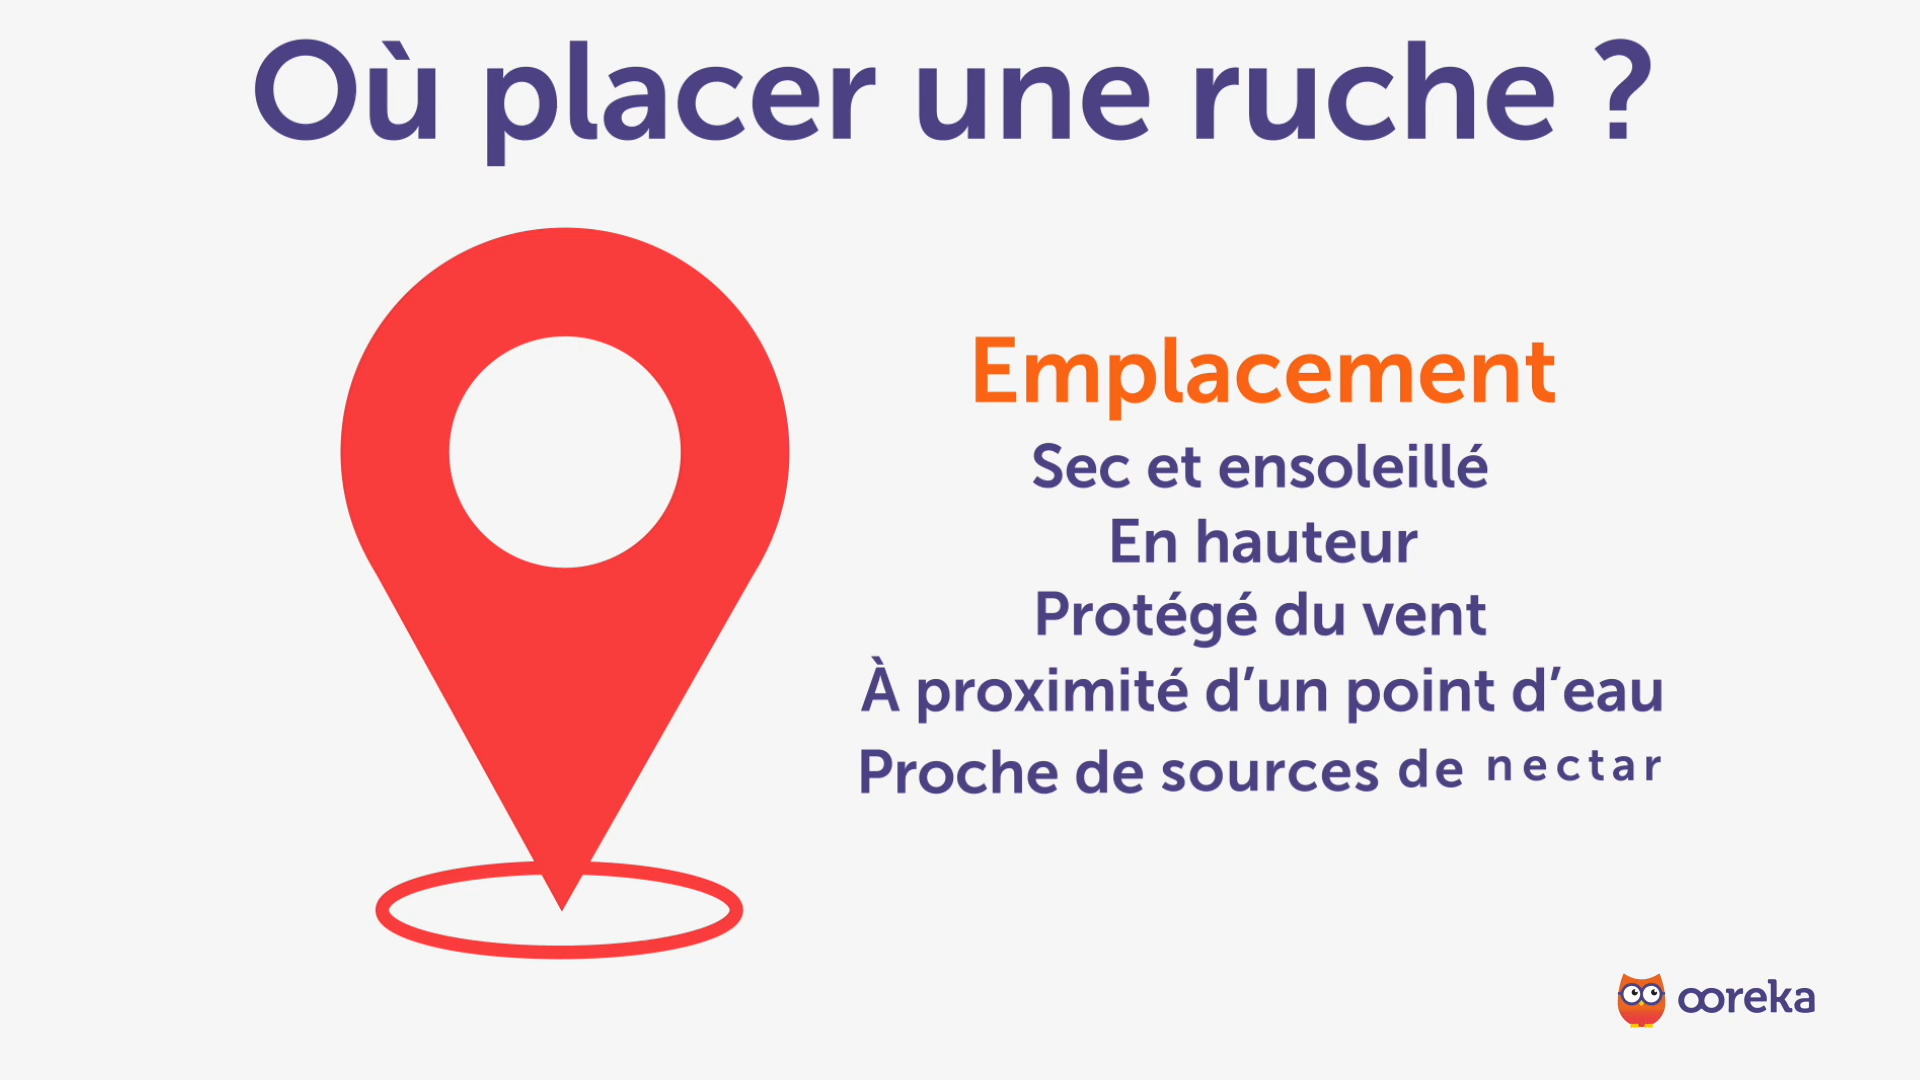 Où placer une ruche ?
Emplacement
Sec et ensoleillé
En hauteur
Protégé du vent
À proximité d’un point d’eau
Proche de sources de nectar
ooreka